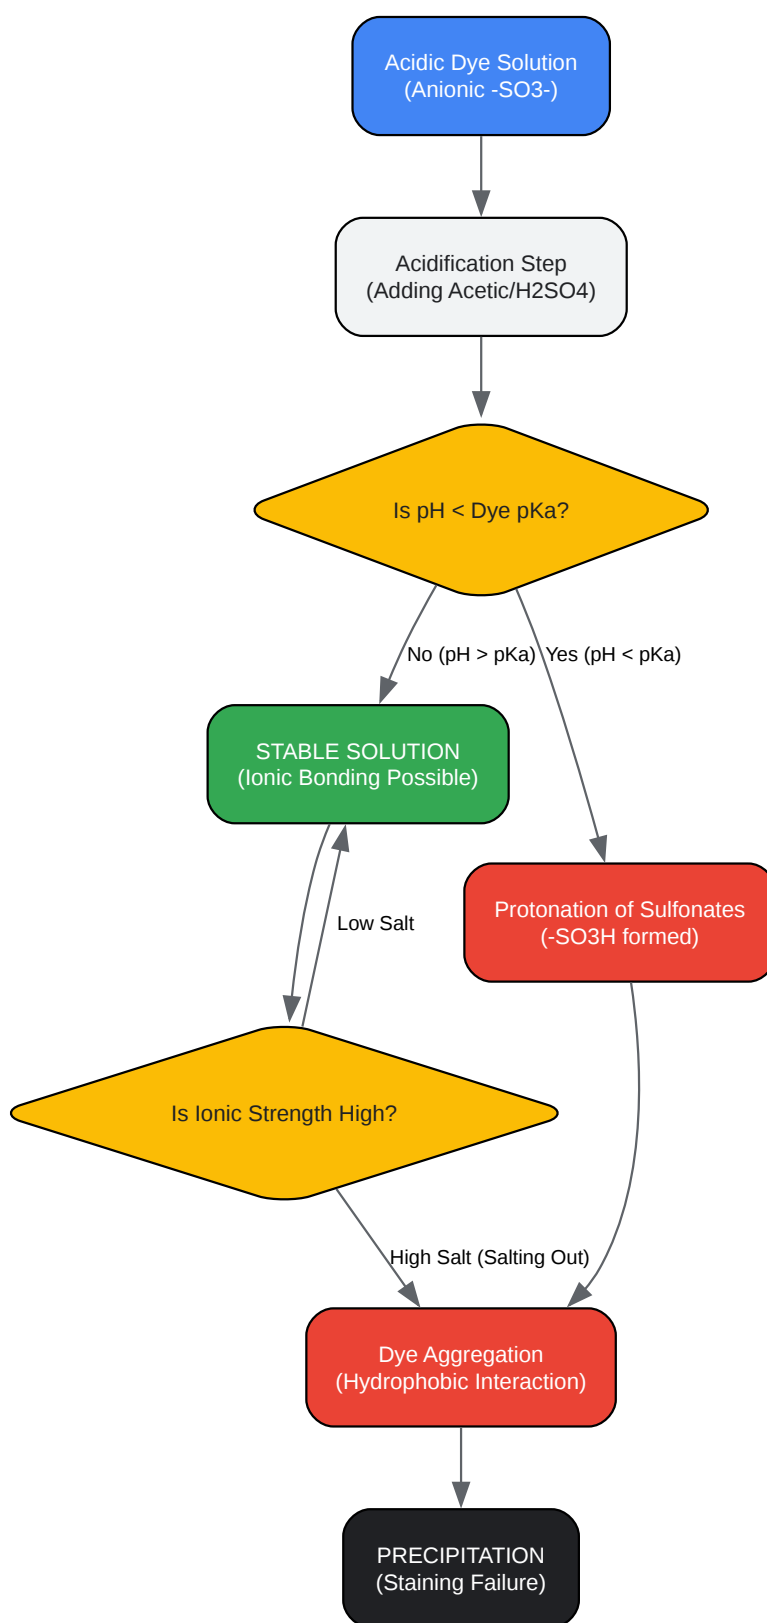 Acidic Dye Solution
(Anionic -SO3-)
Acidification Step
(Adding Acetic/H2SO4)
Is pH < Dye pKa?
No (pH > pKa)
Yes (pH < pKa)
STABLE SOLUTION
(Ionic Bonding Possible)
Protonation of Sulfonates
(-SO3H formed)
Low Salt
Is Ionic Strength High?
High Salt (Salting Out)
Dye Aggregation
(Hydrophobic Interaction)
PRECIPITATION
(Staining Failure)